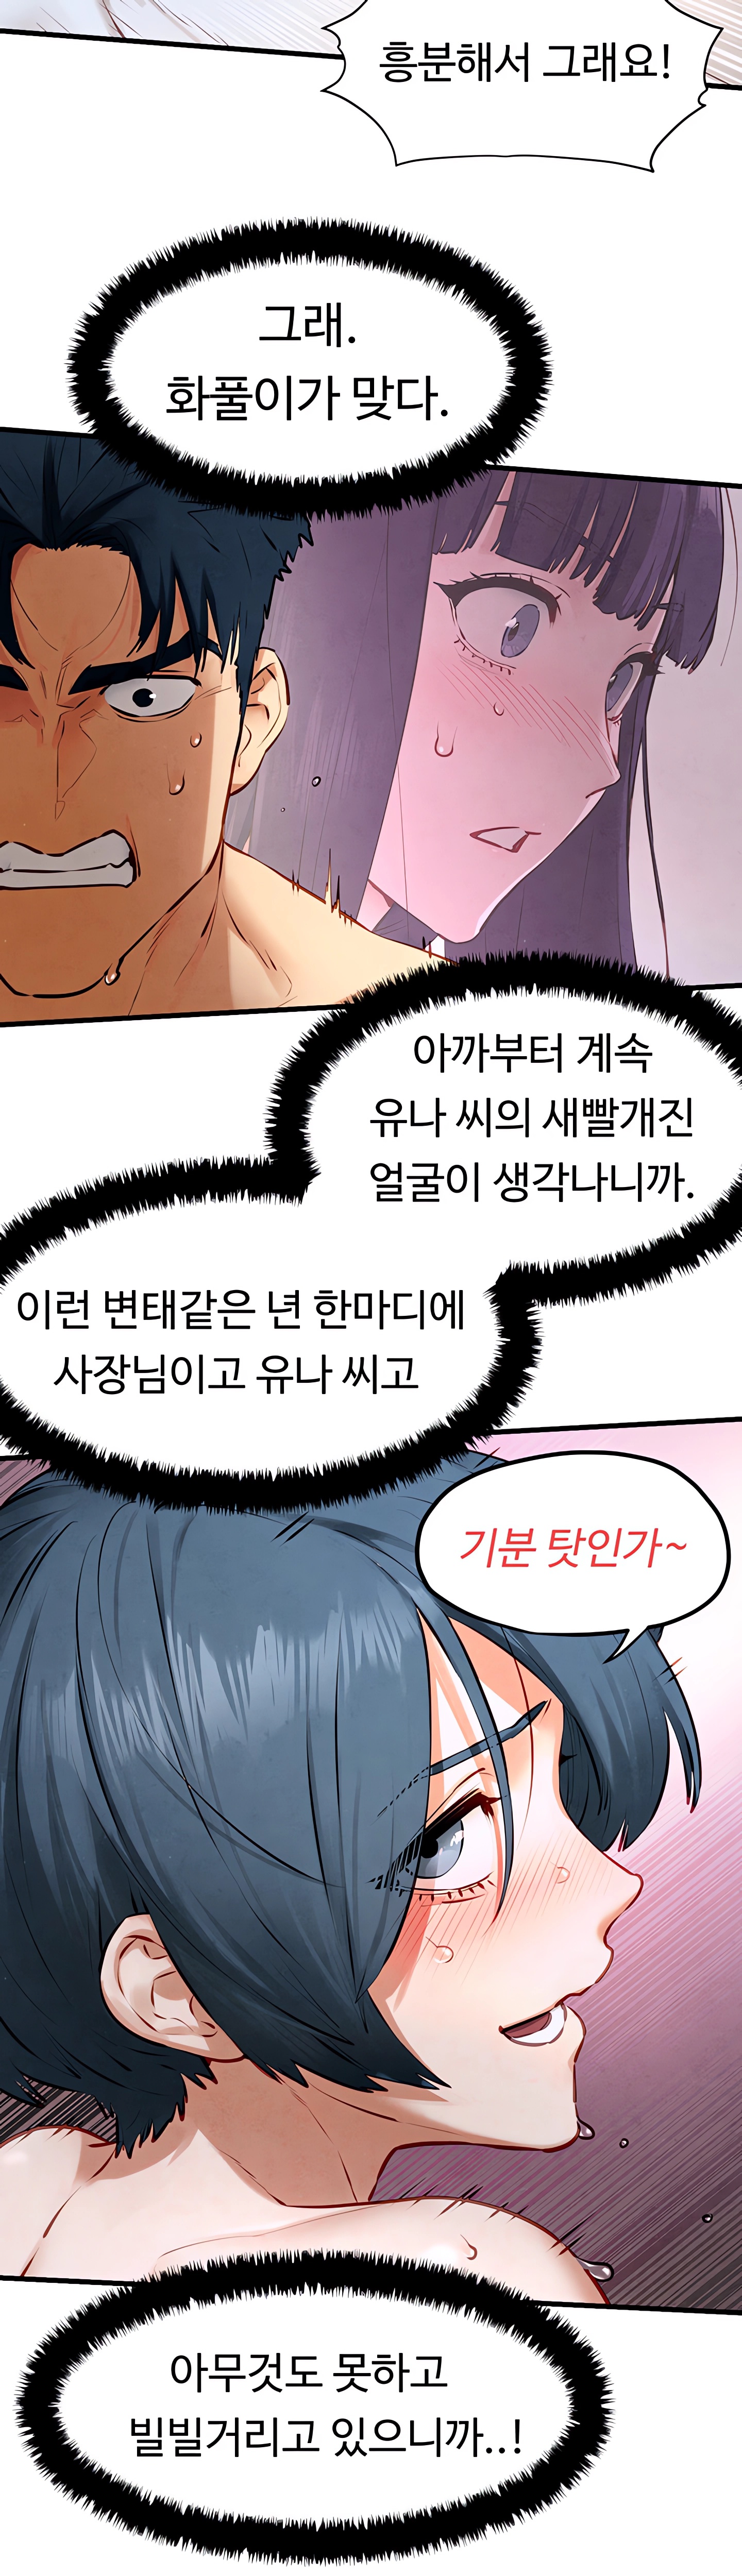 흥분해서 그래요!
그래.
화풀이가 맞다.
아까부터 계속
유나 씨의 새빨개진
얼굴이 생각나니까.
이런 변태같은 년 한마디에
사장님이고 유나 씨고
기분 탓인가~
아무것도 못하고
빌빌거리고 있으니까..!